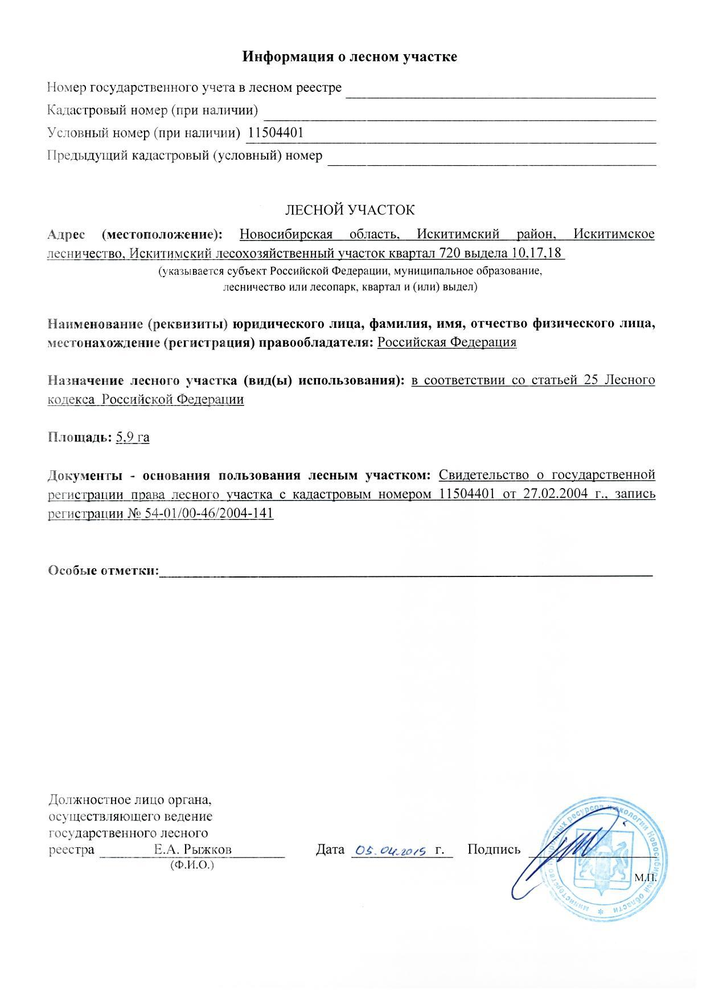 Информация о лесном участке
Номер государственного учета в лесном реестре
Кадастровый номер (при наличии)
Условный номер (при наличии) 11504401
Предыдущий кадастровый (условный) номер
ЛЕСНОЙ УЧАСТОК
Адрес (местоположение): Новосибирская область, Искитимский район, Искитимское
лесничество, Искитимский лесохозяйственный участок квартал 720 выдела 10,17,18
(указывается субъект Российской Федерации, муниципальное образование,
лесничество или лесопарк, квартал и (или) выдел)
Наименование (реквизиты) юридического лица, фамилия, имя, отчество физического лица,
местонахождение (регистрация) правообладателя: Российская Федерация
Назначение лесного участка (вид(ы) использования): в соответствии со статьей 25 Лесного
кодекса Российской Федерации
Площадь: 5,9 га
Документы - основания пользования лесным участком: Свидетельство о государственной
регистрации права лесного участка с кадастровым номером 11504401 от 27.02.2004 г., запись
регистрации № 54-01/00-46/2004-141
Особые отметки:
Должностное лицо органа,
осуществляющего ведение
государственного лесного
реестра Е.А. Рыжков Дата 05.04.2015 г. Подпись
(Ф.И.О.)
М.П.
министерство природных ресурсов и экологии Новосибирской области *